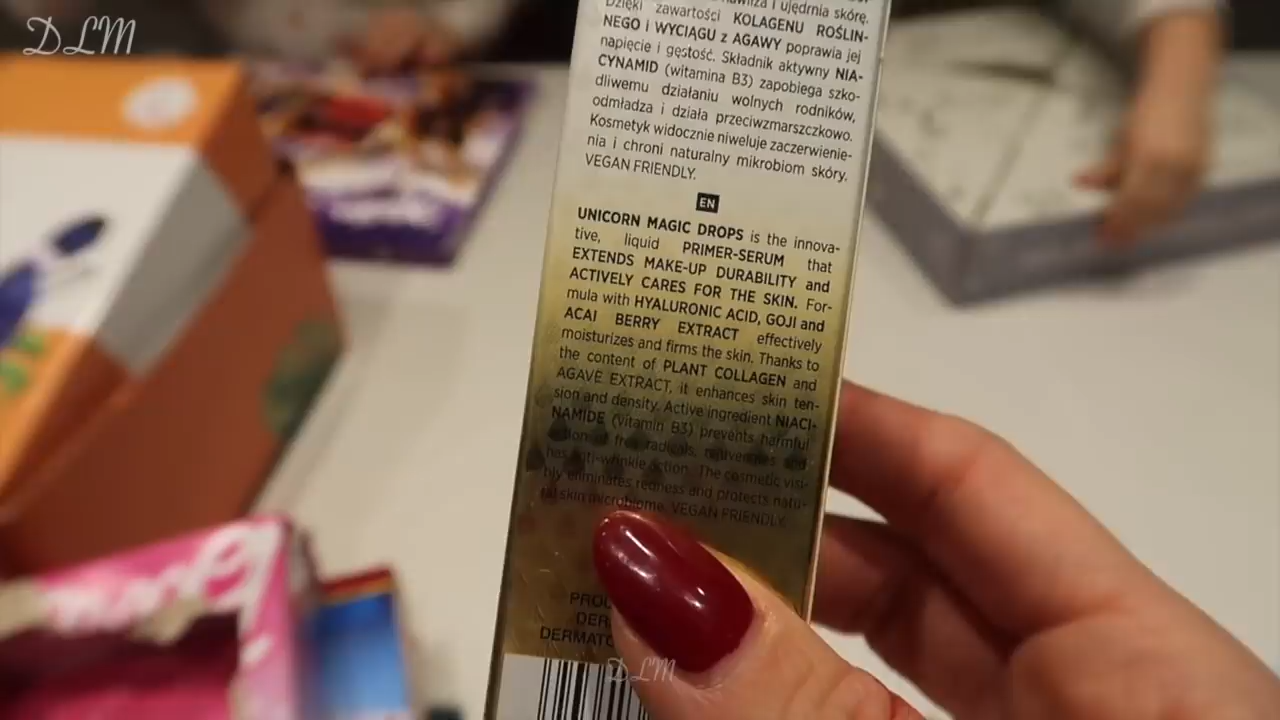 DLM
i ujędrnia skórę.
Dzięki zawartości KOLAGENU ROŚLIN-
NEGO i WYCIĄGU z AGAWY poprawia jej
napięcie i gęstość. Składnik aktywny NIA-
CYNAMID (witamina B3) zapobiega szko-
dliwemu działaniu wolnych rodników,
odmładza i działa przeciwzmarszczkowo.
Kosmetyk widocznie niweluje zaczerwienie-
nia i chroni naturalny mikrobiom skóry.
VEGAN FRIENDLY.
EN
UNICORN MAGIC DROPS is the innova-
tive, liquid PRIMER-SERUM that
EXTENDS MAKE-UP DURABILITY and
ACTIVELY CARES FOR THE SKIN. For-
mula with HYALURONIC ACID, GOJI and
ACAI BERRY EXTRACT effectively
moisturizes and firms the skin. Thanks to
the content of PLANT COLLAGEN and
AGAVE EXTRACT, it enhances skin ten-
sion and density. Active ingredient NIACI-
NAMIDE (vitamin B3) prevents harmful
action of free radicals, rejuvenates and
has anti-wrinkle action. The cosmetic visi-
bly eliminates redness and protects natu-
ral skin microbiome. VEGAN FRIENDLY.
DLM